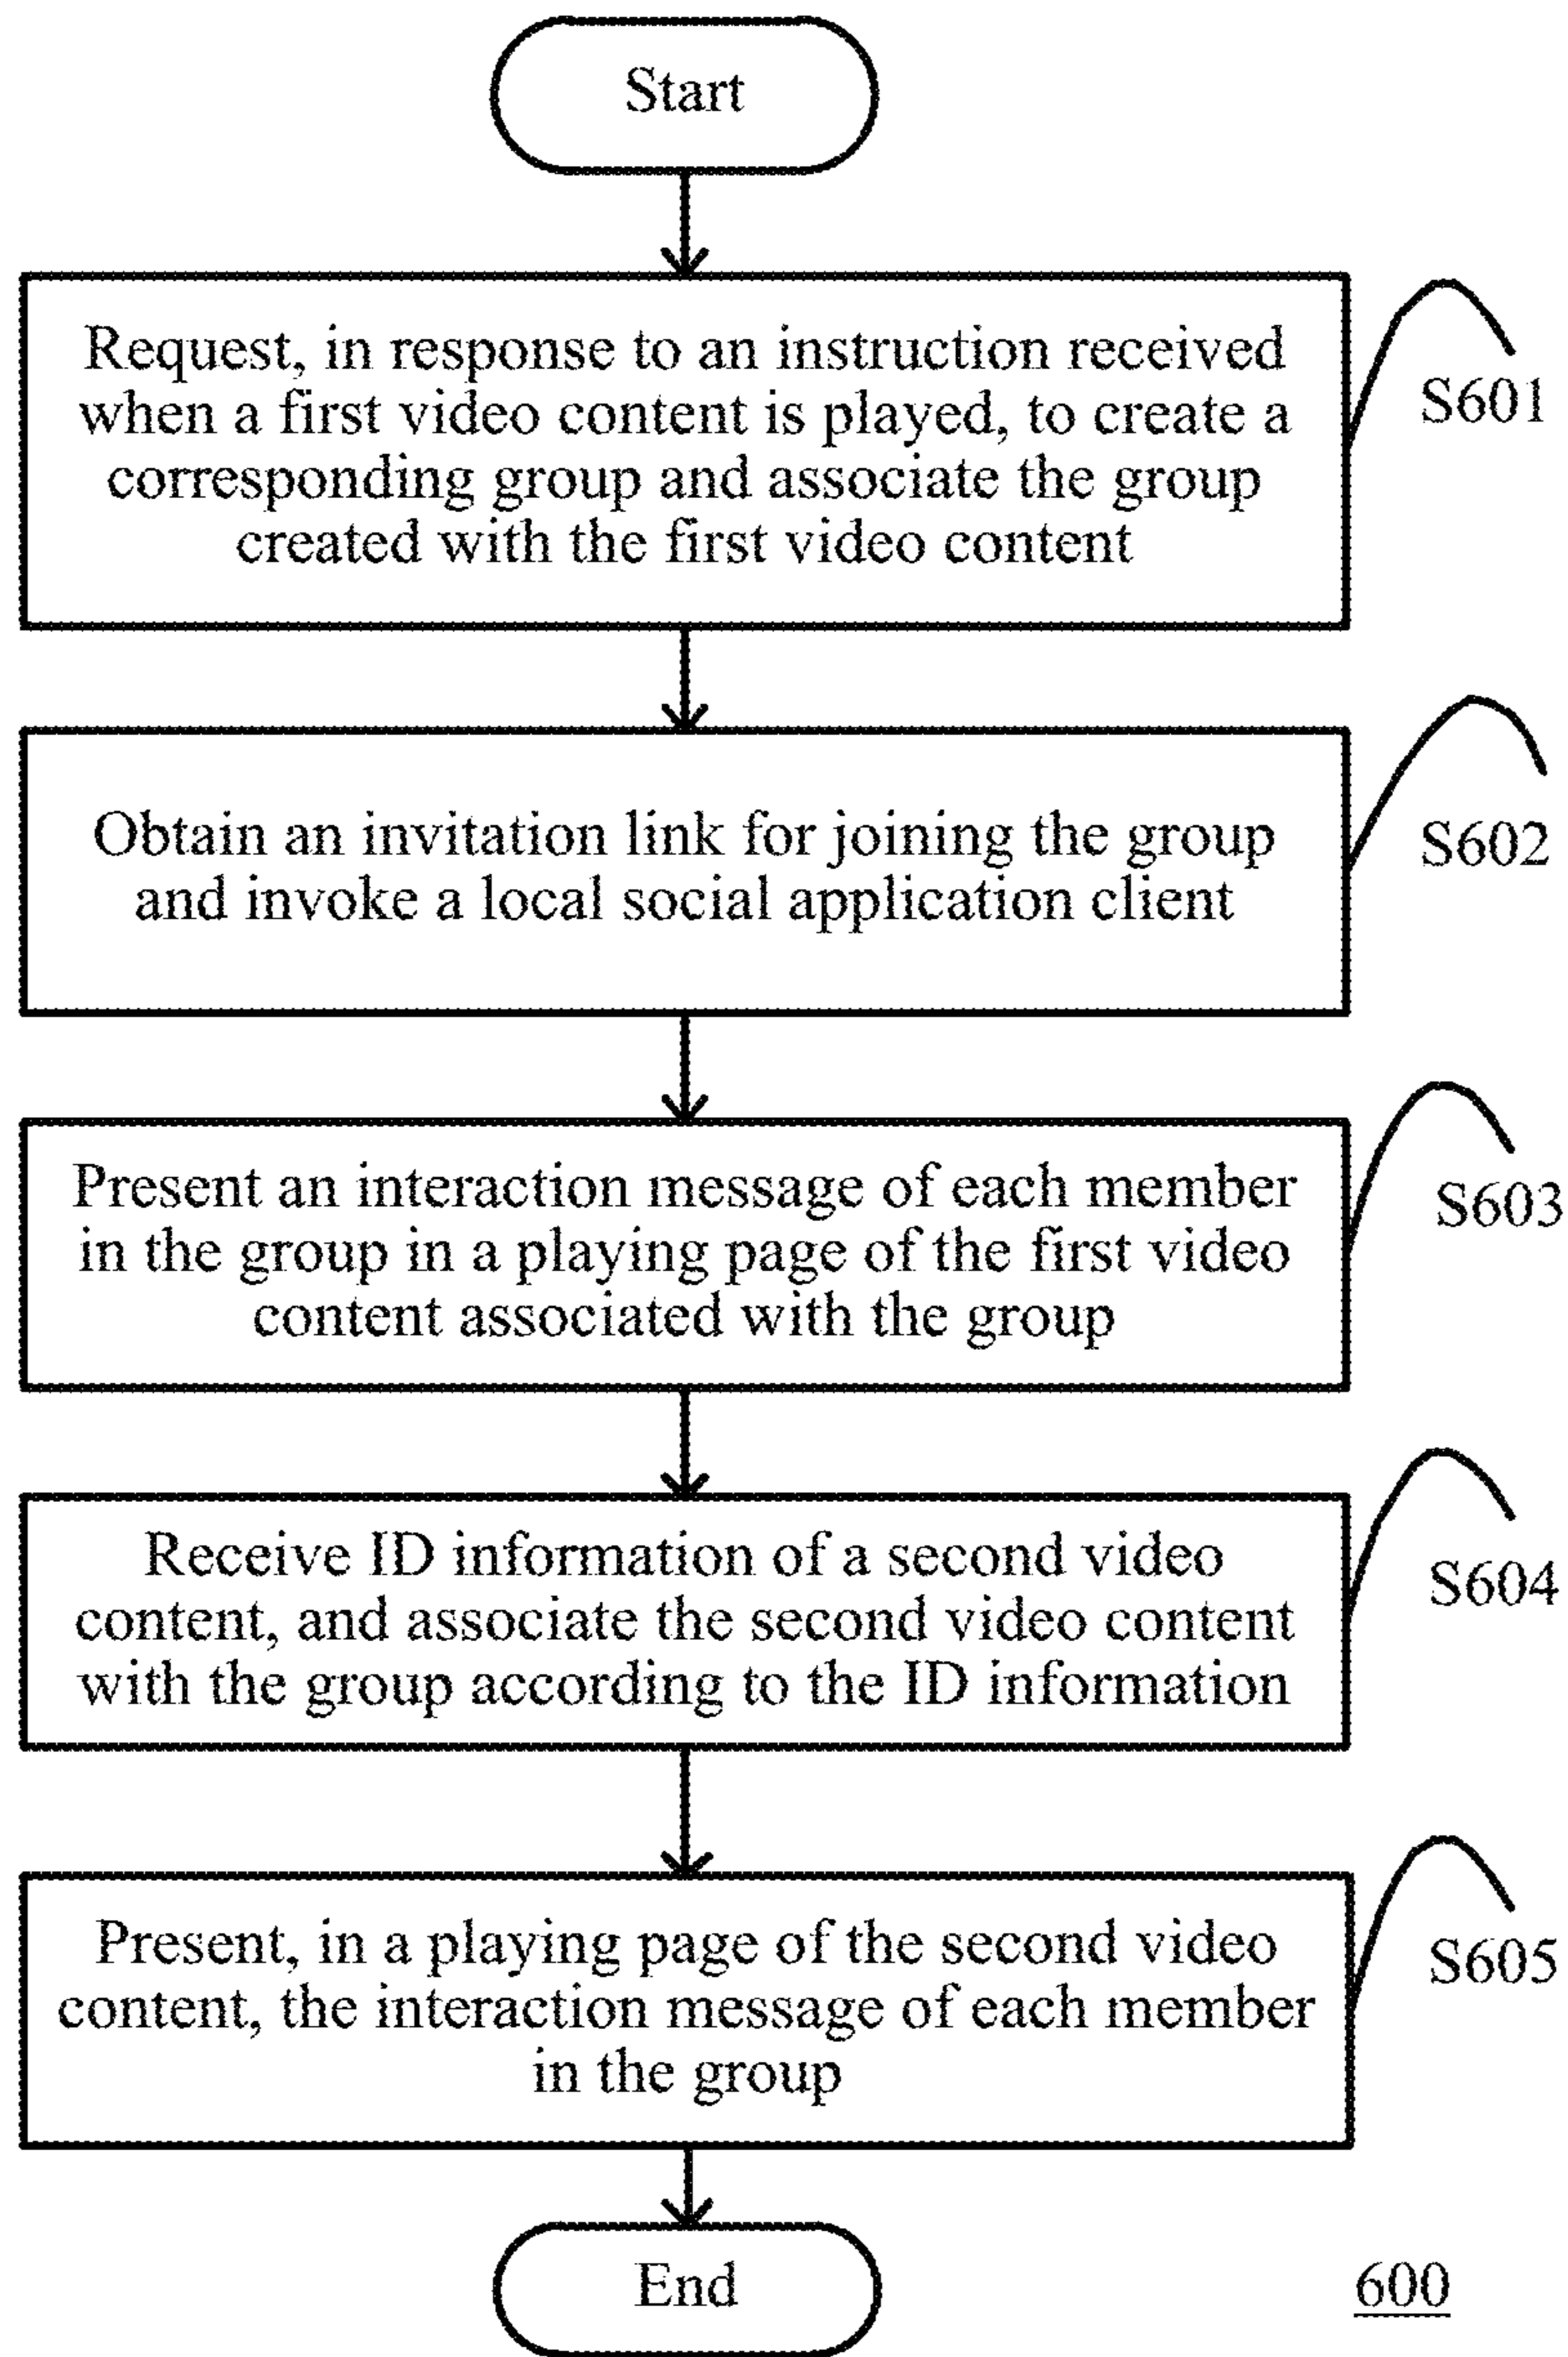 Start
Request, in response to an instruction received
when a first video content is played, to create a
corresponding group and associate the group
created with the first video content
S601
Obtain an invitation link for joining the group
and invoke a local social application client
S602
Present an interaction message of each member
in the group in a playing page of the first video
content associated with the group
S603
Receive ID information of a second video
content, and associate the second video content
with the group according to the ID information
S604
Present, in a playing page of the second video
content, the interaction message of each member
in the group
S605
End
600